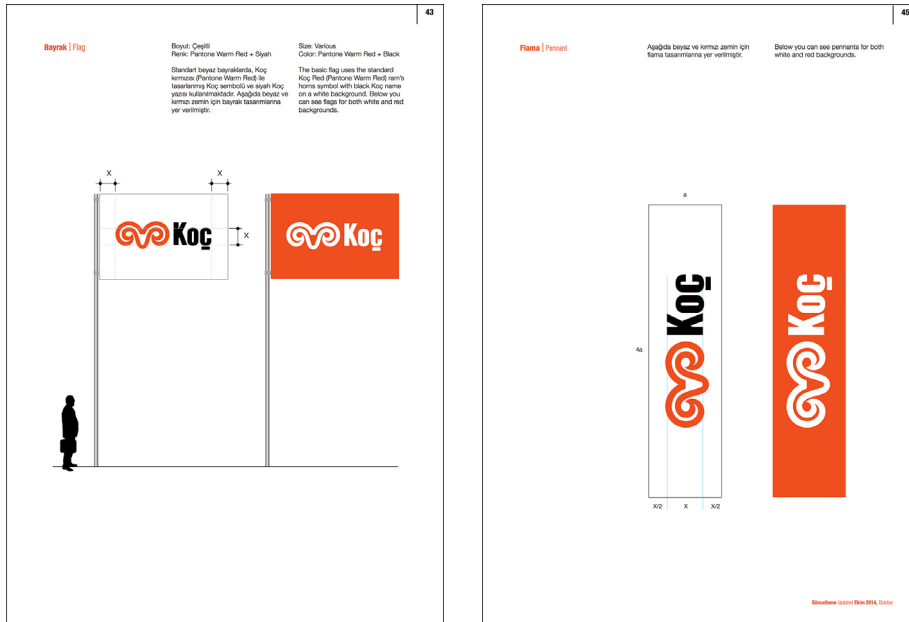 43
Bayrak | Flag
Boyut: Çeşitli
Renk: Pantone Warm Red + Siyah
Standart beyaz bayraklarda, Koç
kırmızısı (Pantone Warm Red) ile
tasarlanmış Koç sembolü ve siyah Koç
yazısı kullanılmaktadır. Aşağıda beyaz ve
kırmızı zemin için bayrak tasarımlarına
yer verilmiştir.
Size: Various
Color: Pantone Warm Red + Black
The basic flag uses the standard
Koç Red (Pantone Warm Red) ram's
horns symbol with black Koç name
on a white background. Below you
can see flags for both white and red
backgrounds.
X
X
X
Koç
Koç
45
Flama | Pennant
Aşağıda beyaz ve kırmızı zemin için
flama tasarımlarına yer verilmiştir.
Below you can see pennants for both
white and red backgrounds.
a
4a
Koç
Koç
X/2
X
X/2
Güncelleme Updated Ekim 2014, October